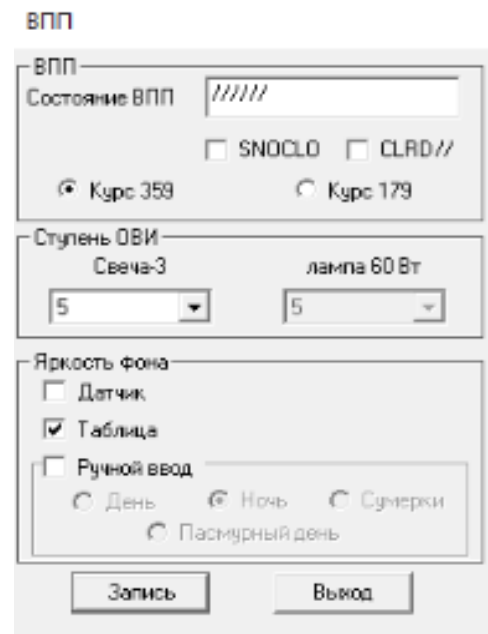 ВПП
ВПП
Состояние ВПП //////
SNOCLO CLRD//
Курс 359 Курс 179
Ступень ОВИ
Свеча-3 лампа 60 Вт
5 5
Яркость фона
Датчик
Таблица
Ручной ввод
День Ночь Сумерки
Пасмурный день
Запись Выход